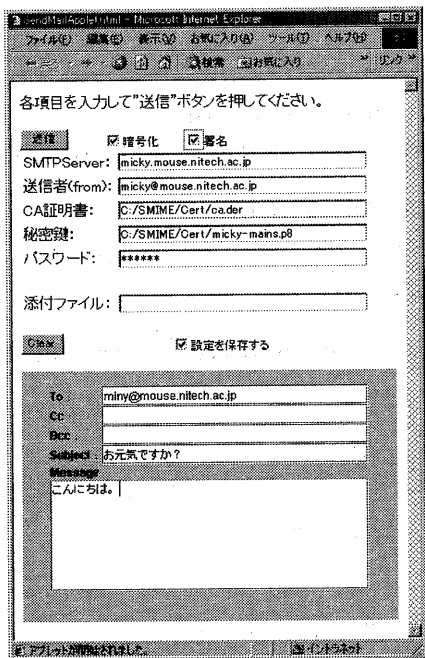 SendMailApplet.html - Microsoft Internet Explorer
ファイル(F) 編集(E) 表示(V) お気に入り(A) ツール(T) ヘルプ(H)
検索 お気に入り リンク
各項目を入力して"送信"ボタンを押してください。
送信 暗号化 署名
SMTPServer: micky.mouse.nitech.ac.jp
送信者(from): micky@mouse.nitech.ac.jp
CA証明書: C:/SMIME/Cert/ca.der
秘密鍵: C:/SMIME/Cert/micky-mains.p8
パスワード: ******
添付ファイル:
Clear 設定を保存する
To : miny@mouse.nitech.ac.jp
Cc :
Bcc :
Subject : お元気ですか?
Message
こんにちは。
アプレットが開始されました。 イントラネット